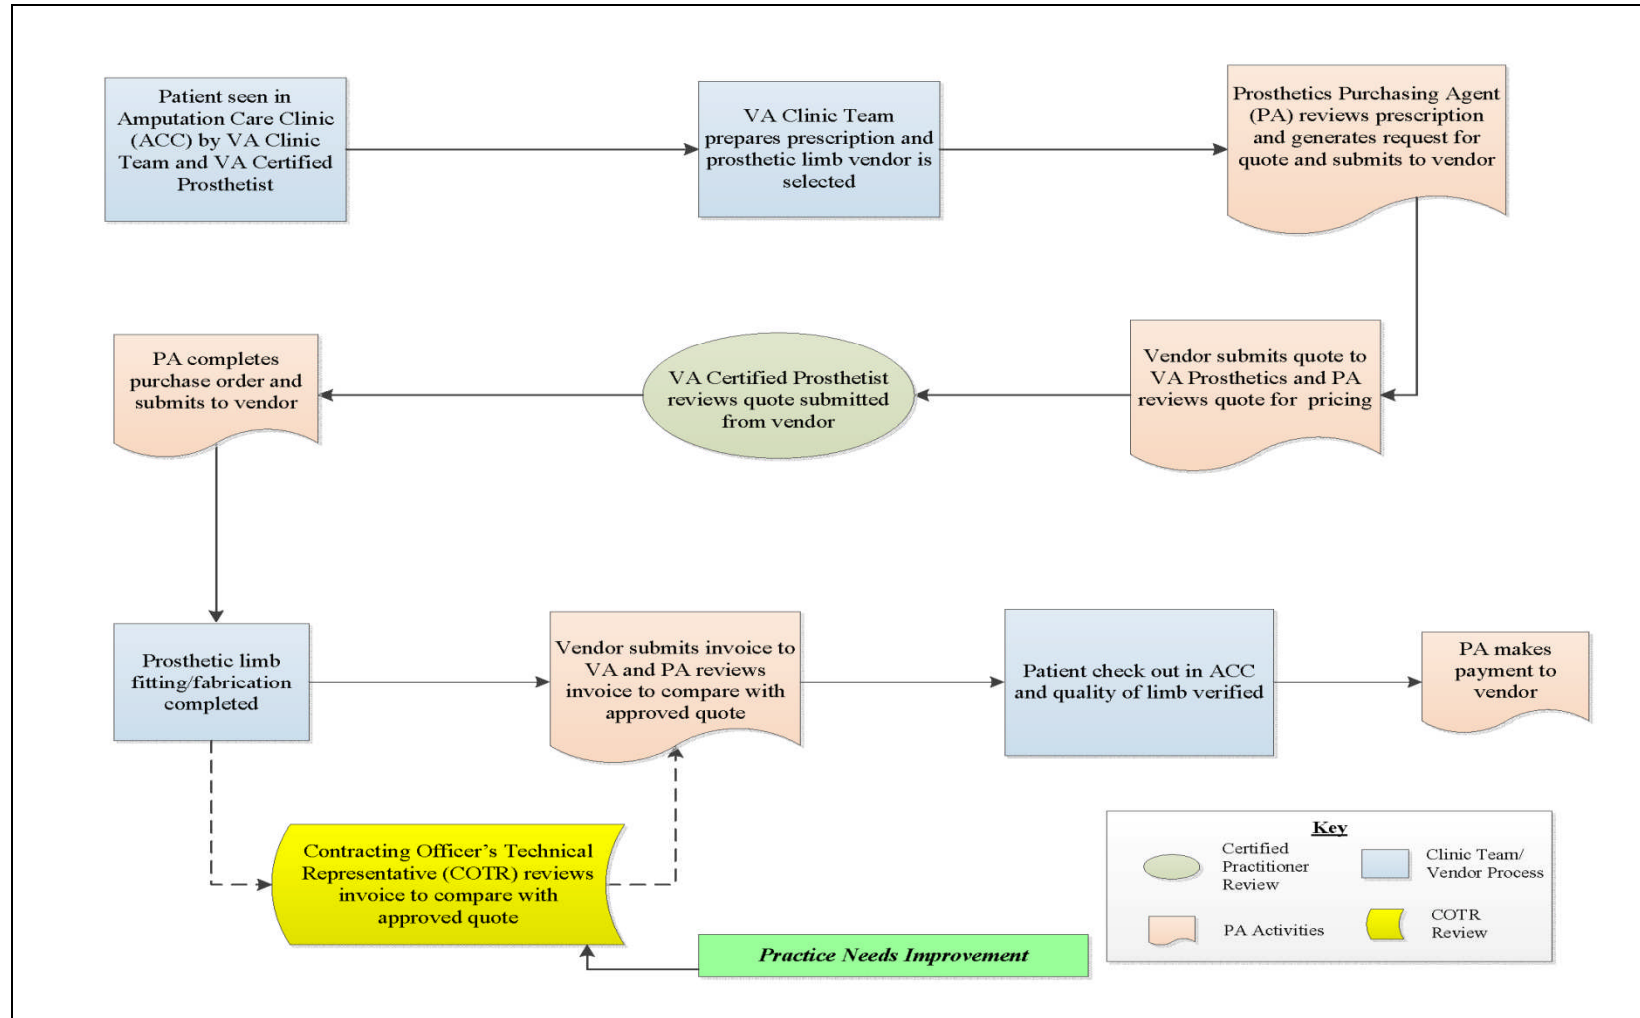 Patient seen in
Amputation Care Clinic
(ACC) by VA Clinic
Team and VA Certified
Prosthetist
VA Clinic Team
prepares prescription and
prosthetic limb vendor is
selected
Prosthetics Purchasing Agent
(PA) reviews prescription
and generates request for
quote and submits to vendor
PA completes
purchase order and
submits to vendor
VA Certified Prosthetist
reviews quote submitted
from vendor
Vendor submits quote to
VA Prosthetics and PA
reviews quote for pricing
Prosthetic limb
fitting/fabrication
completed
Vendor submits invoice to
VA and PA reviews
invoice to compare with
approved quote
Patient check out in ACC
and quality of limb verified
PA makes
payment to
vendor
Contracting Officer’s Technical
Representative (COTR) reviews
invoice to compare with
approved quote
Practice Needs Improvement
Key
Certified
Practitioner
Review
Clinic Team/
Vendor Process
PA Activities
COTR
Review